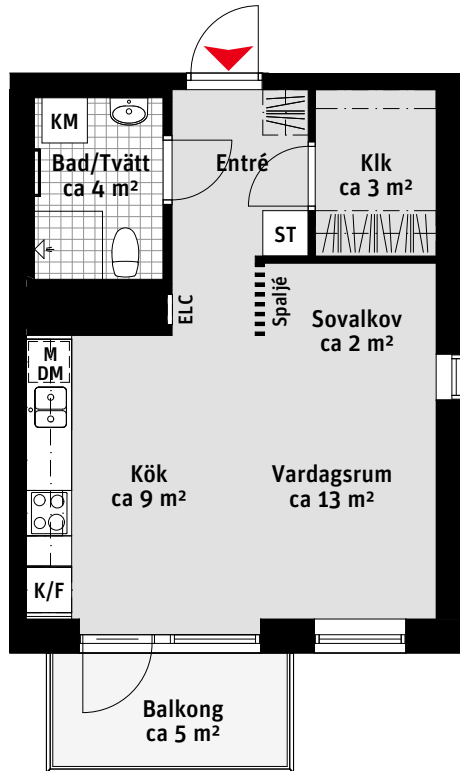 KM
Bad/Tvätt
ca 4 m²
Entré
Klk
ca 3 m²
ST
ELC
Spaljé
Sovalkov
ca 2 m²
M
DM
Kök
ca 9 m²
Vardagsrum
ca 13 m²
K/F
Balkong
ca 5 m²